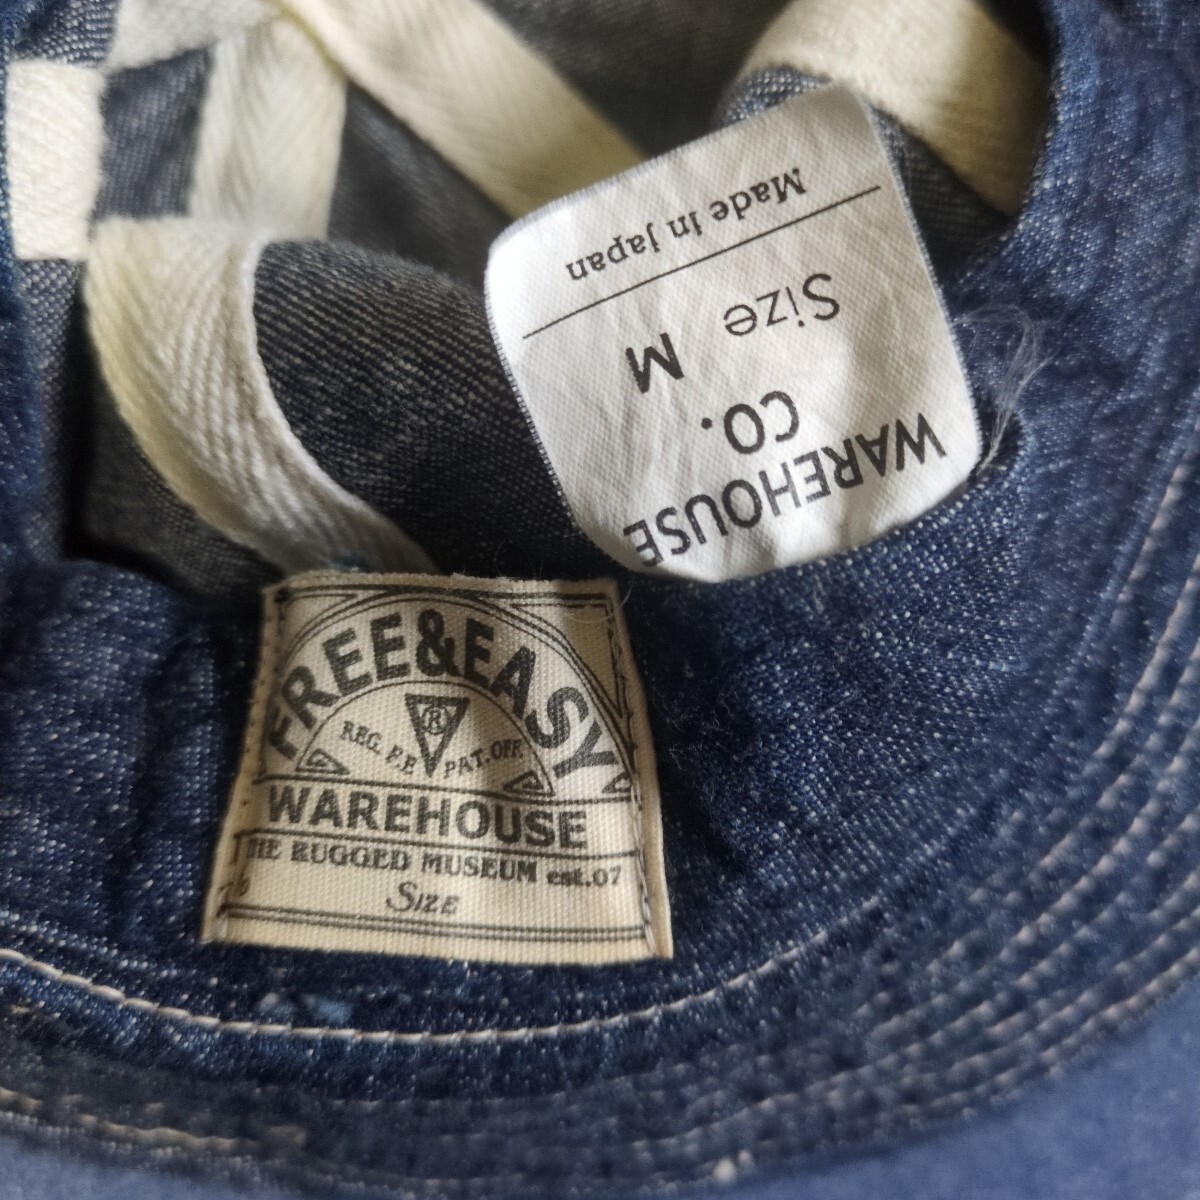 WAREHOUSE
CO.
Size M
Made in Japan
FREE&EASY
®
REG. P.E PAT. OFF.
WAREHOUSE
THE RUGGED MUSEUM est.07
SIZE